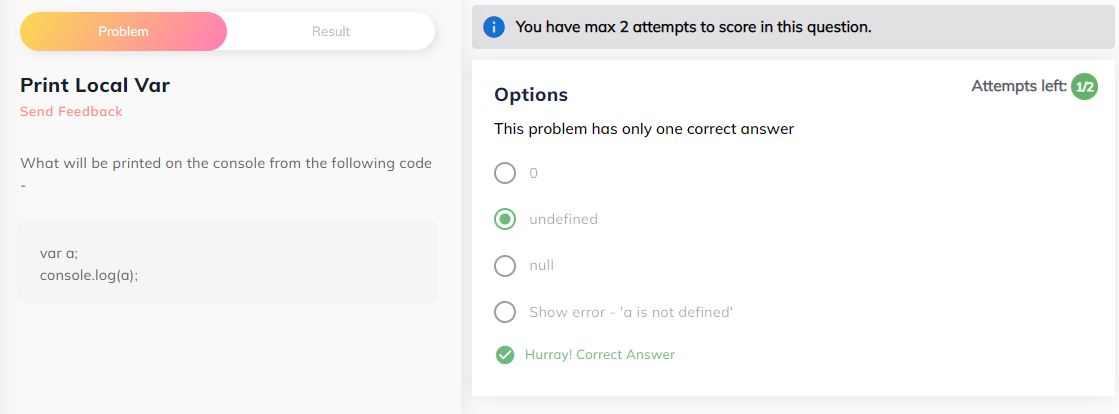 Problem
Result
Print Local Var
Send Feedback
What will be printed on the console from the following code
-
var a;
console.log(a);
You have max 2 attempts to score in this question.
Attempts left: 1/2
Options
This problem has only one correct answer
0
undefined
null
Show error - 'a is not defined'
Hurray! Correct Answer